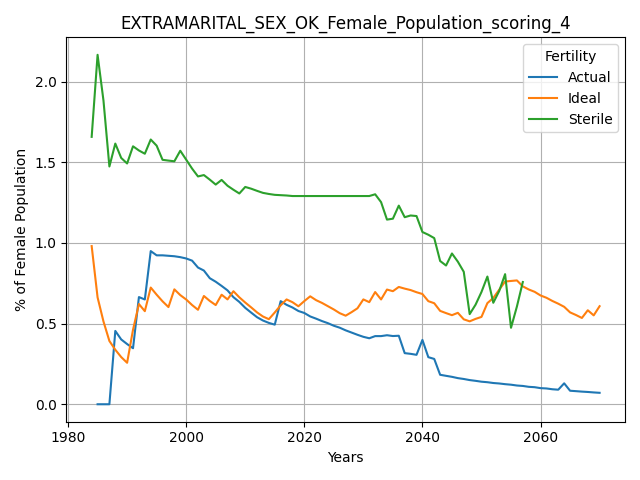 EXTRAMARITAL_SEX_OK_Female_Population_scoring_4
Fertility
Actual
Ideal
Sterile
% of Female Population
2.0
1.5
1.0
0.5
0.0
1980 2000 2020 2040 2060
Years